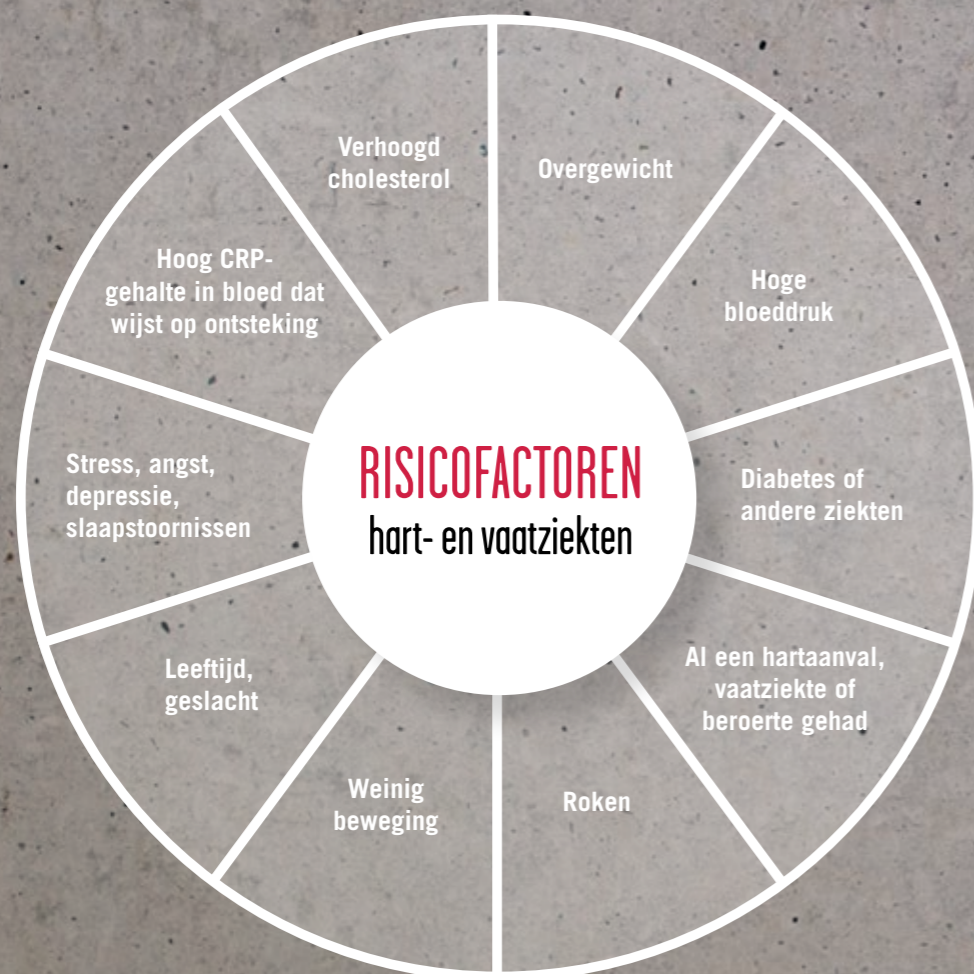 RISICOFACTOREN
hart- en vaatziekten
Overgewicht
Hoge
bloeddruk
Diabetes of
andere ziekten
Al een hartaanval,
vaatziekte of
beroerte gehad
Roken
Weinig
beweging
Leeftijd,
geslacht
Stress, angst,
depressie,
slaapstoornissen
Hoog CRP-
gehalte in bloed dat
wijst op ontsteking
Verhoogd
cholesterol